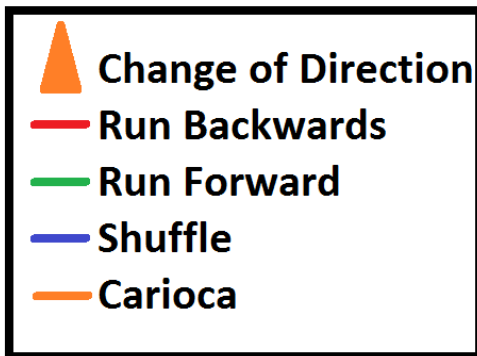 Change of Direction
Run Backwards
Run Forward
Shuffle
Carioca